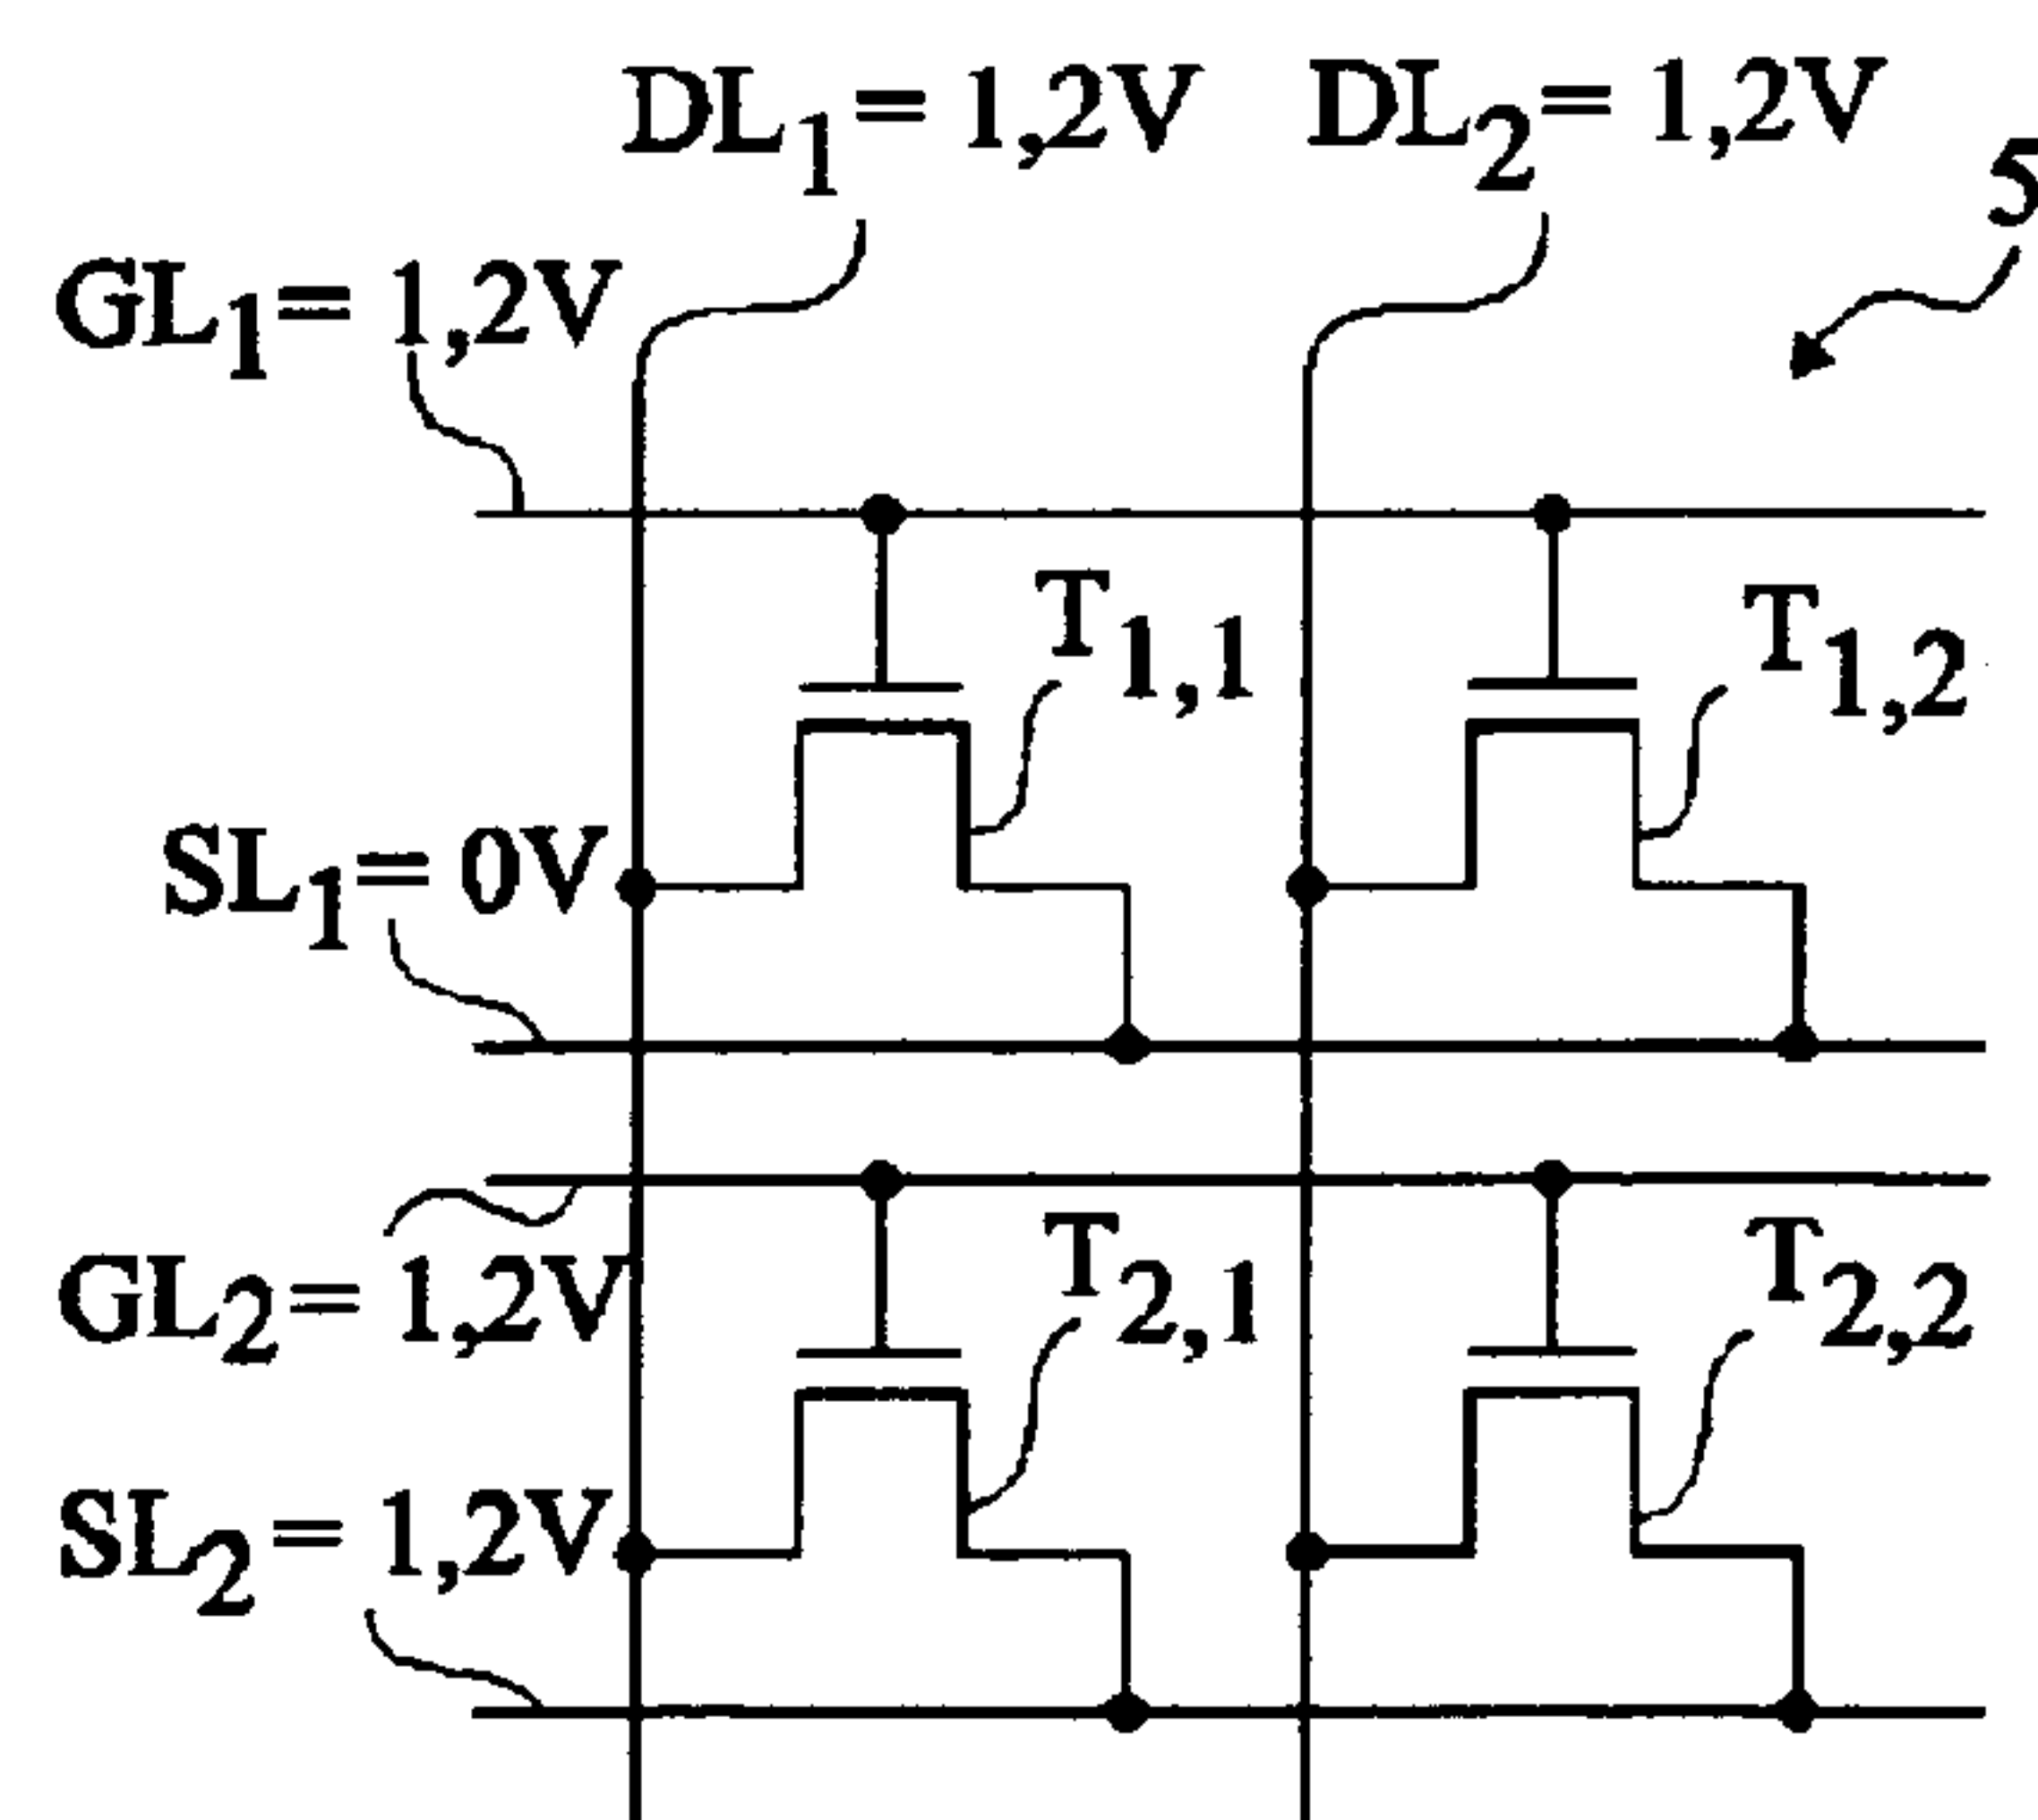 DL1= 1,2V DL2= 1,2V
5
GL1= 1,2V
T1,1 T1,2
SL1= 0V
GL2= 1,2V
T2,1 T2,2
SL2= 1,2V